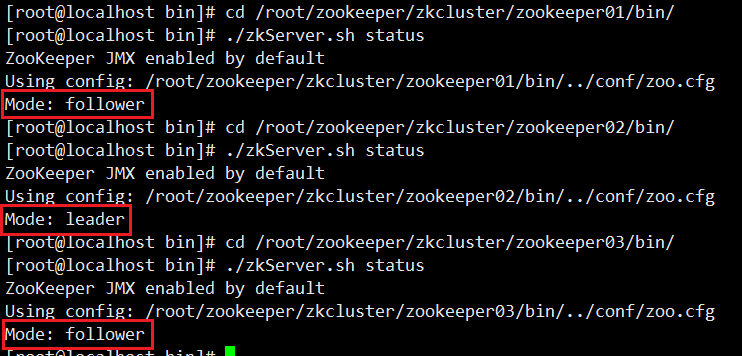 [root@localhost bin]# cd /root/zookeeper/zkcluster/zookeeper01/bin/
[root@localhost bin]# ./zkServer.sh status
ZooKeeper JMX enabled by default
Using config: /root/zookeeper/zkcluster/zookeeper01/bin/../conf/zoo.cfg
Mode: follower
[root@localhost bin]# cd /root/zookeeper/zkcluster/zookeeper02/bin/
[root@localhost bin]# ./zkServer.sh status
ZooKeeper JMX enabled by default
Using config: /root/zookeeper/zkcluster/zookeeper02/bin/../conf/zoo.cfg
Mode: leader
[root@localhost bin]# cd /root/zookeeper/zkcluster/zookeeper03/bin/
[root@localhost bin]# ./zkServer.sh status
ZooKeeper JMX enabled by default
Using config: /root/zookeeper/zkcluster/zookeeper03/bin/../conf/zoo.cfg
Mode: follower
[root@localhost bin]#